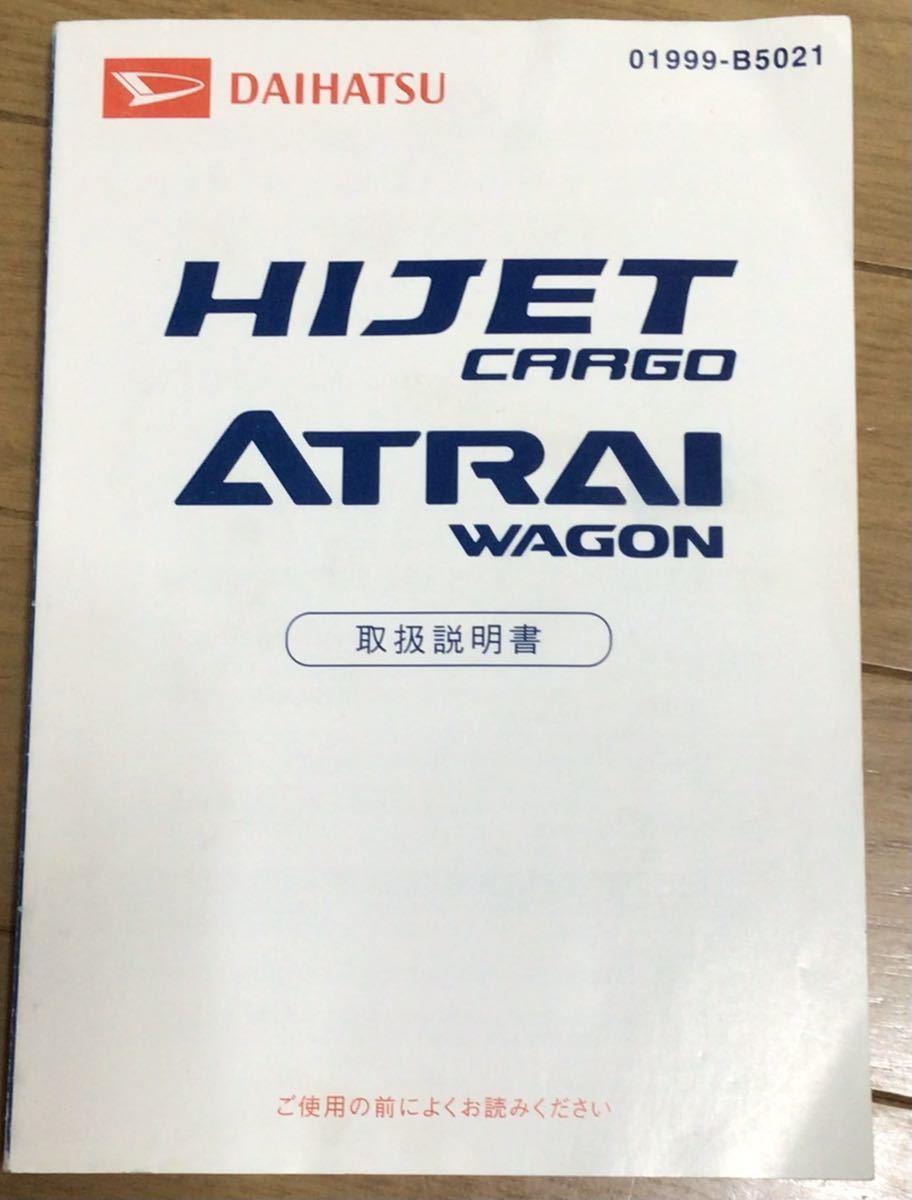 DAIHATSU
01999-B5021
HIJET
CARGO
ATRAI
WAGON
取扱説明書
ご使用の前によくお読みください